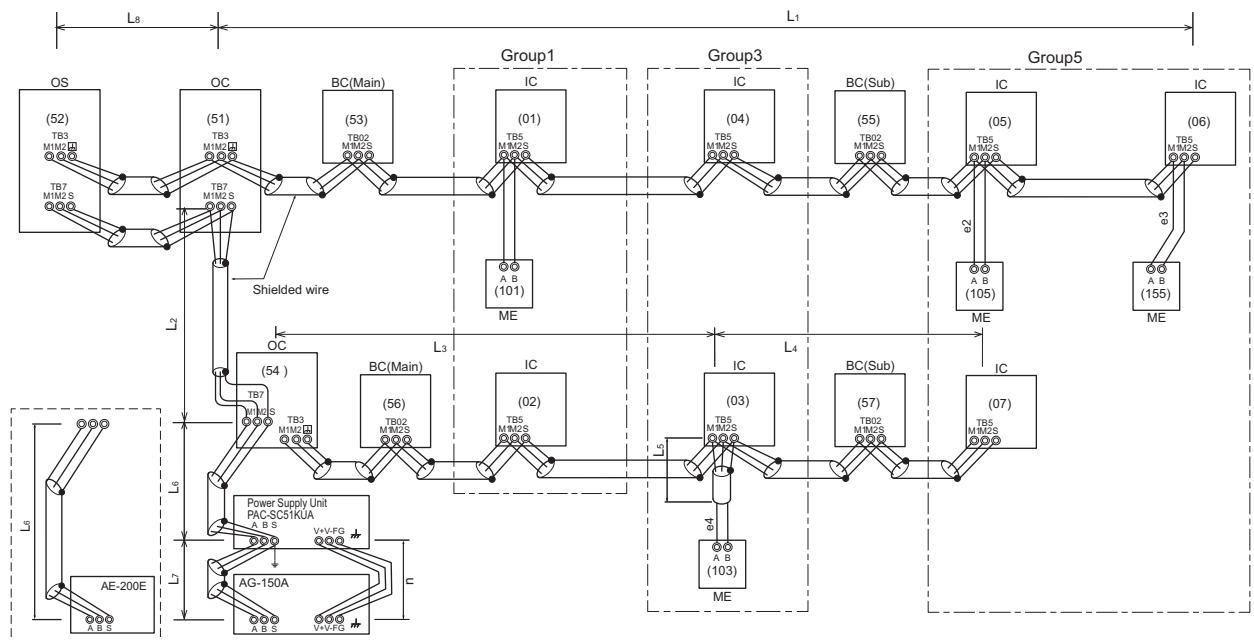 L8
L1
Group1
Group3
Group5
OS
OC
BC(Main)
IC
IC
BC(Sub)
IC
IC
(52)
(51)
(53)
(01)
(04)
(55)
(05)
(06)
TB3
M1M2
TB3
M1M2
TB02
M1M2S
TB5
M1M2S
TB5
M1M2S
TB02
M1M2S
TB5
M1M2S
TB5
M1M2S
TB7
M1M2 S
TB7
M1M2 S
e2
e3
Shielded wire
A B
(101)
ME
A B
(105)
ME
A B
(155)
ME
L2
L3
L4
OC
BC(Main)
IC
IC
BC(Sub)
IC
(54 )
(56)
(02)
(03)
(57)
(07)
TB7
M1M2 S
TB3
M1M2
TB02
M1M2S
TB5
M1M2S
TB5
M1M2S
TB02
M1M2S
TB5
M1M2S
L5
L6
L6
Power Supply Unit
PAC-SC51KUA
A B S
V+V-FG
e4
A B
(103)
ME
L7
n
AE-200E
A B S
AG-150A
A B S
V+V-FG